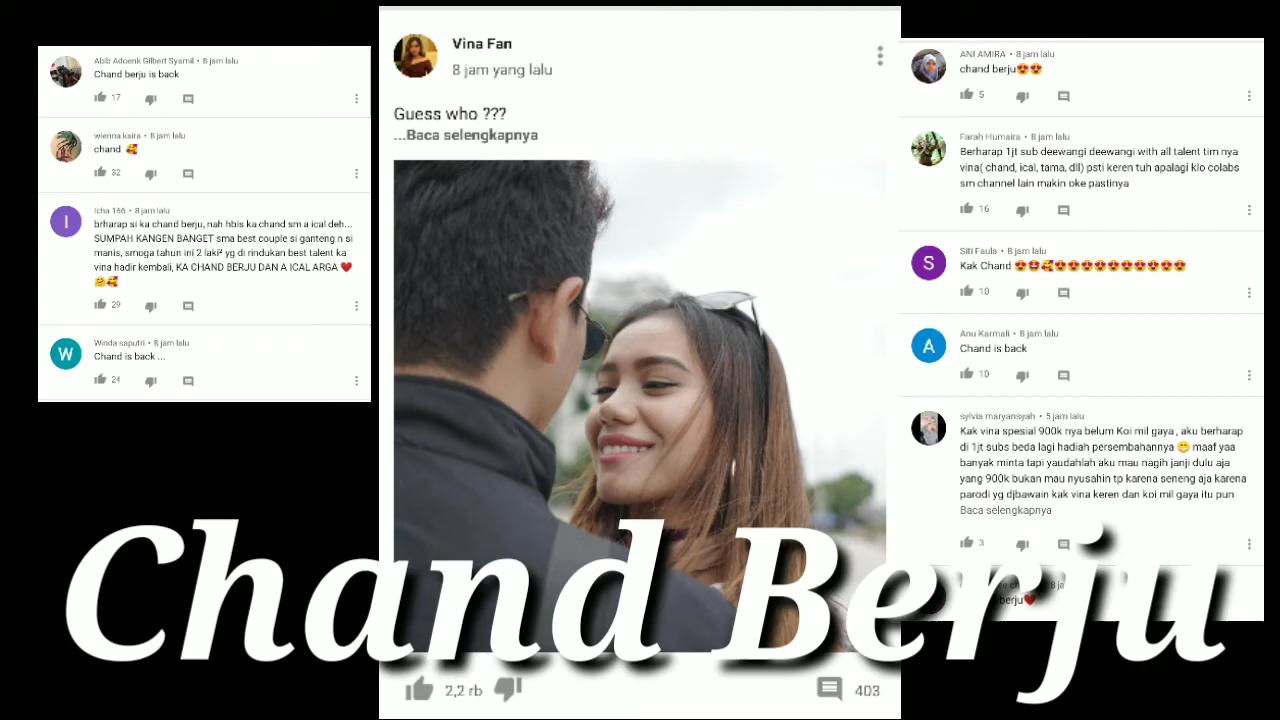 Abib Adoenk Gilbert Syamil • 8 jam lalu
Chand berju is back
17
wienna kaira • 8 jam lalu
chand 🥰
32
I
Icha 166 • 8 jam lalu
brharap si ka chand berju, nah hbis ka chand sm a ical deh...
SUMPAH KANGEN BANGET sma best couple si ganteng n si
manis, smoga tahun ini 2 laki² yg di rindukan best talent ka
vina hadir kembali, KA CHAND BERJU DAN A ICAL ARGA ❤️
🤗🥰
29
W
Winda saputri • 8 jam lalu
Chand is back ...
24
Vina Fan
8 jam yang lalu
Guess who ???
...Baca selengkapnya
2,2 rb
403
ANI AMIRA • 8 jam lalu
chand berju😍😍
5
Farah Humaira • 8 jam lalu
Berharap 1jt sub deewangi deewangi with all talent tim nya
vina( chand, ical, tama, dll) psti keren tuh apalagi klo colabs
sm channel lain makin oke pastinya
16
S
Siti Faula • 8 jam lalu
Kak Chand 😍🤩🥰😍😍😍😍😍😍😍😍😍😍
10
A
Anu Karmali • 8 jam lalu
Chand is back
10
sylvia maryansyah • 5 jam lalu
Kak vina spesial 900k nya belum Koi mil gaya , aku berharap
di 1jt subs beda lagi hadiah persembahannya 😁 maaf yaa
banyak minta tapi yaudahlah aku mau nagih janji dulu aja
yang 900k bukan mau nyusahin tp karena seneng aja karena
parodi yg djbawain kak vina keren dan koi mil gaya itu pun
Baca selengkapnya
3
berju❤️
Chand Berju